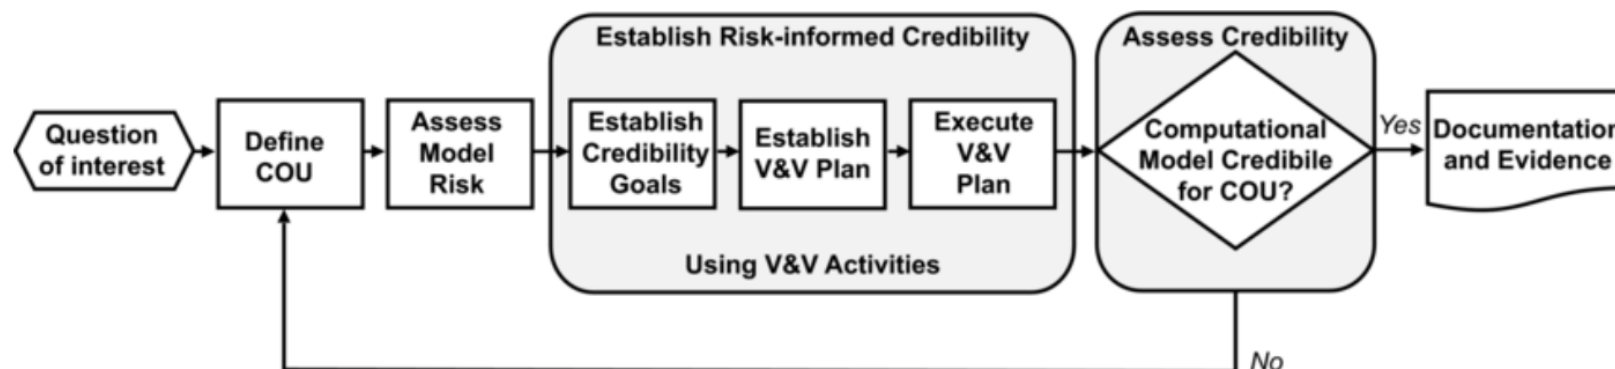 Question
of interest
Define
COU
Assess
Model
Risk
Establish Risk-informed Credibility
Establish
Credibility
Goals
Establish
V&V Plan
Execute
V&V
Plan
Using V&V Activities
Assess Credibility
Computational
Model Credibile
for COU?
Yes
No
Documentation
and Evidence